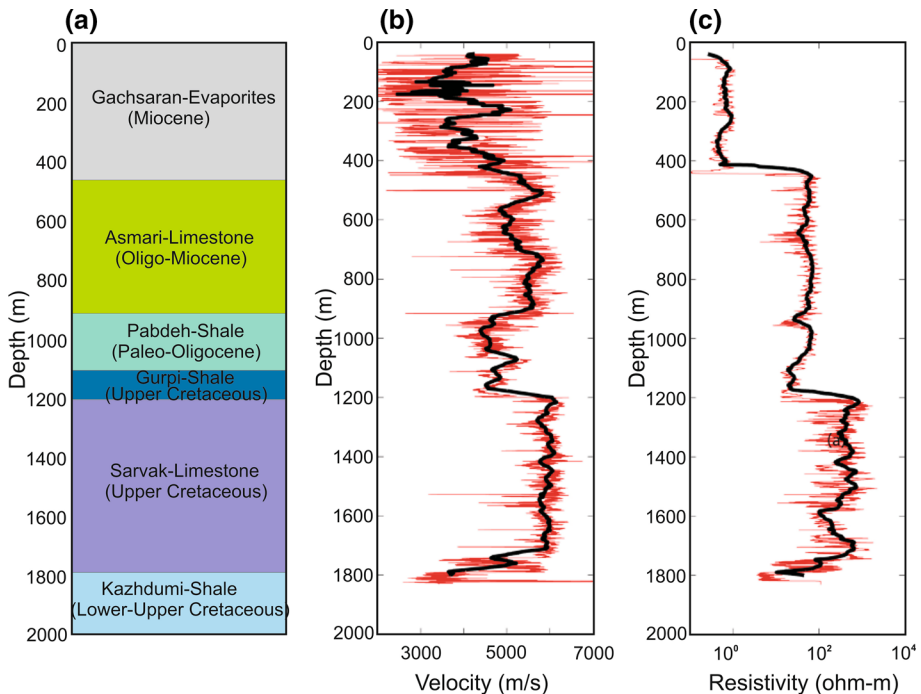 (a)
(b)
(c)
Depth (m)
0
200
400
600
800
1000
1200
1400
1600
1800
2000
Gachsaran-Evaporites
(Miocene)
Asmari-Limestone
(Oligo-Miocene)
Pabdeh-Shale
(Paleo-Oligocene)
Gurpi-Shale
(Upper Cretaceous)
Sarvak-Limestone
(Upper Cretaceous)
Kazhdumi-Shale
(Lower-Upper Cretaceous)
Depth (m)
0
200
400
600
800
1000
1200
1400
1600
1800
2000
3000 5000 7000
Velocity (m/s)
Depth (m)
0
200
400
600
800
1000
1200
1400
1600
1800
2000
(a)
10⁰ 10² 10⁴
Resistivity (ohm-m)